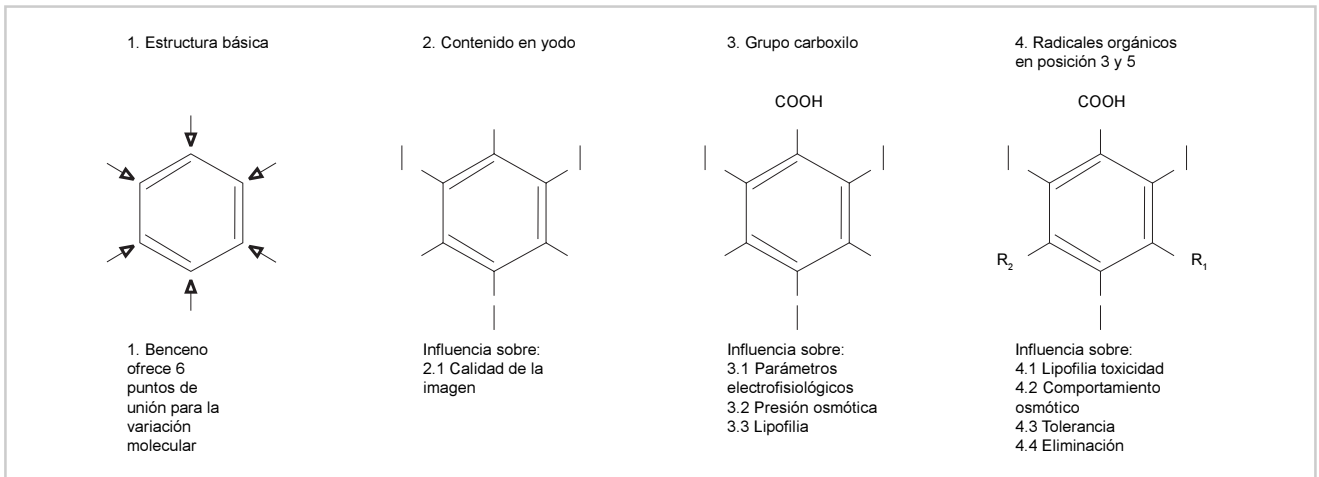 1. Estructura básica
2. Contenido en yodo
3. Grupo carboxilo
4. Radicales orgánicos
en posición 3 y 5
I
I
I
COOH
I
I
I
COOH
I
I
R2
R1
I
1. Benceno
ofrece 6
puntos de
unión para la
variación
molecular
Influencia sobre:
2.1 Calidad de la
imagen
Influencia sobre:
3.1 Parámetros
electrofisiológicos
3.2 Presión osmótica
3.3 Lipofilia
Influencia sobre:
4.1 Lipofilia toxicidad
4.2 Comportamiento
osmótico
4.3 Tolerancia
4.4 Eliminación